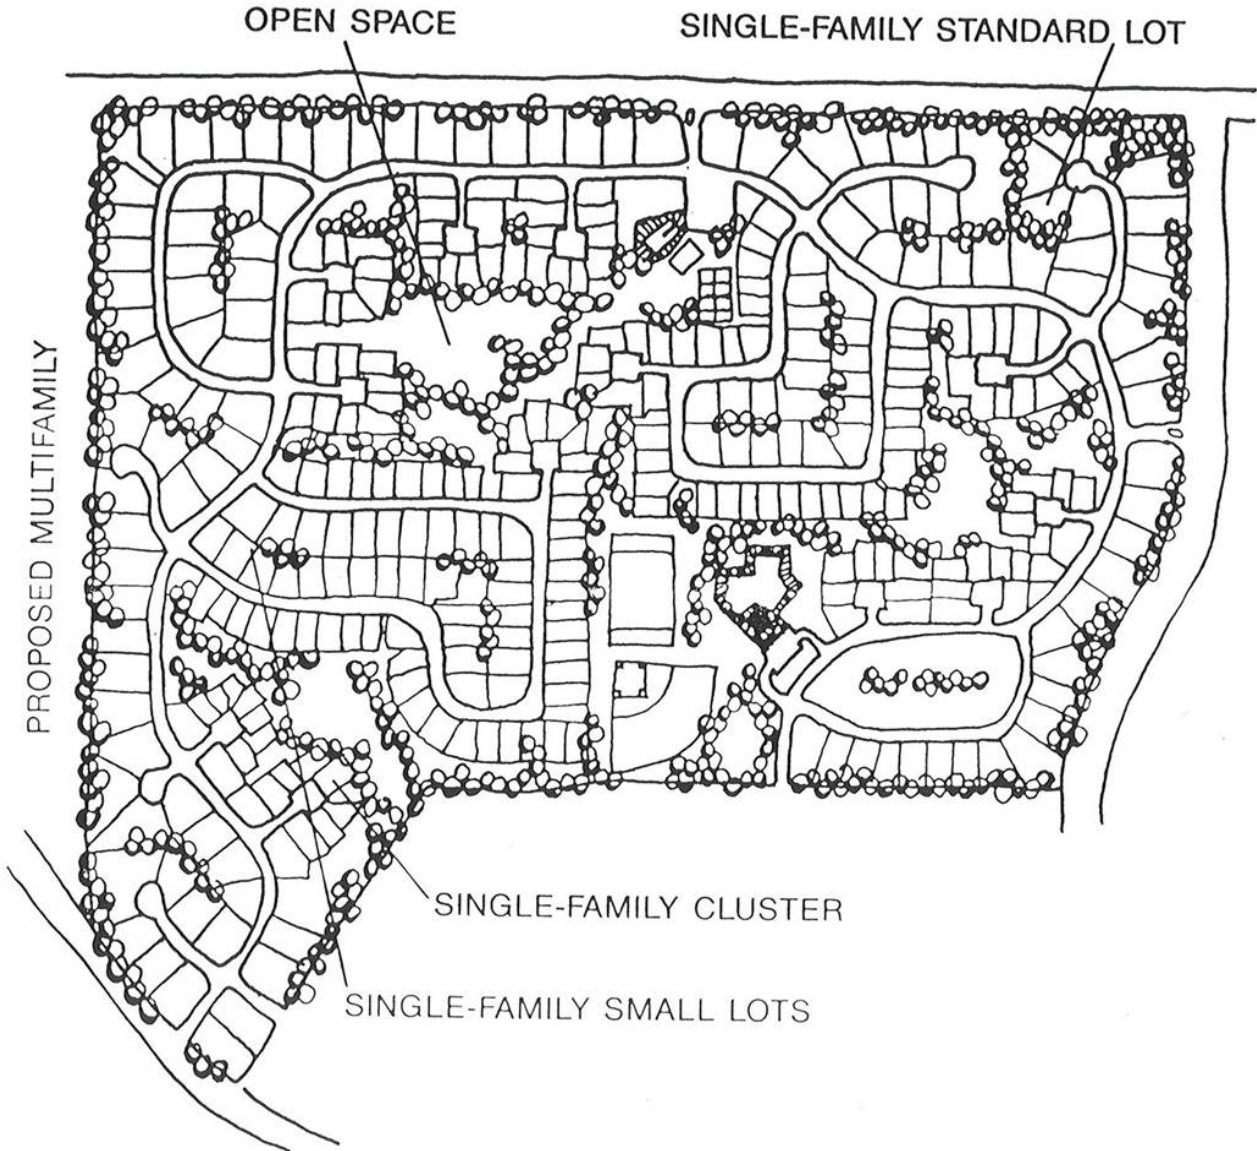 OPEN SPACE
SINGLE-FAMILY STANDARD LOT
PROPOSED MULTIFAMILY
SINGLE-FAMILY CLUSTER
SINGLE-FAMILY SMALL LOTS